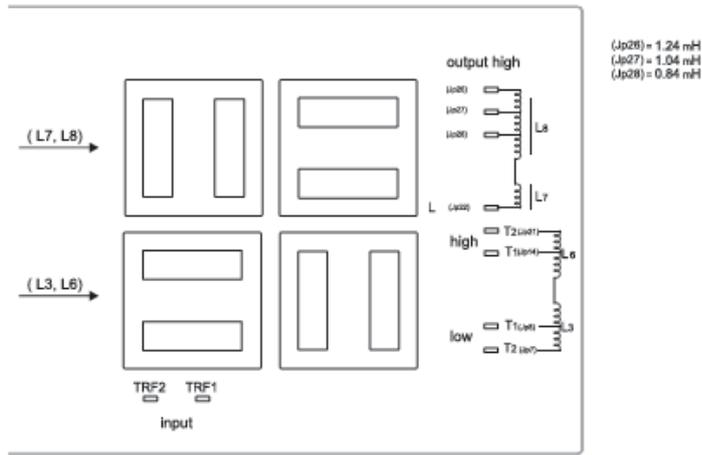 (Jp26) = 1.24 mH
(Jp27) = 1.04 mH
(Jp28) = 0.84 mH
output high
(Jp27)
( L7, L8)
L8
L7
L
high
T2
T1
L6
( L3, L6)
T1
L3
low
T2
TRF2 TRF1
input